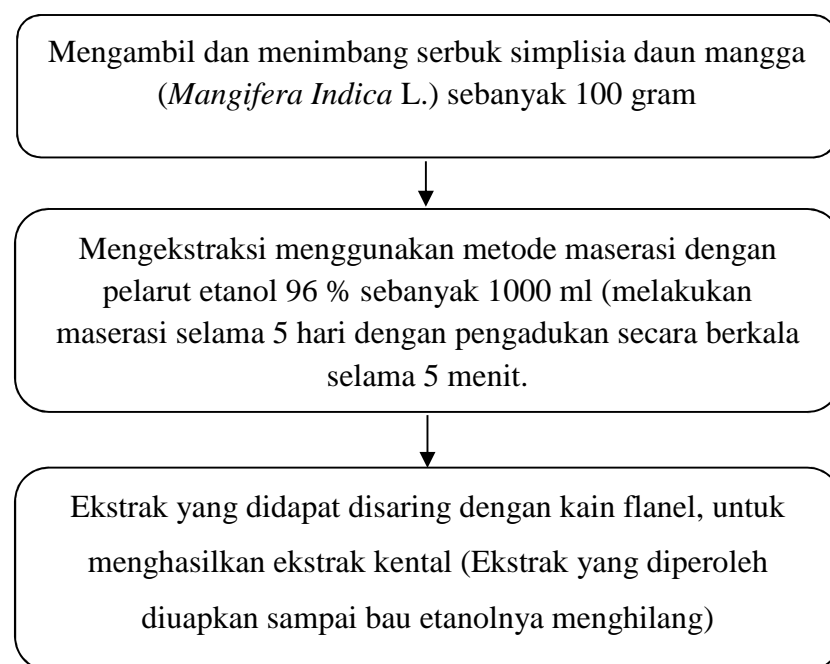 Mengambil dan menimbang serbuk simplisia daun mangga
(Mangifera Indica L.) sebanyak 100 gram
Mengekstraksi menggunakan metode maserasi dengan
pelarut etanol 96 % sebanyak 1000 ml (melakukan
maserasi selama 5 hari dengan pengadukan secara berkala
selama 5 menit.
Ekstrak yang didapat disaring dengan kain flanel, untuk
menghasilkan ekstrak kental (Ekstrak yang diperoleh
diuapkan sampai bau etanolnya menghilang)